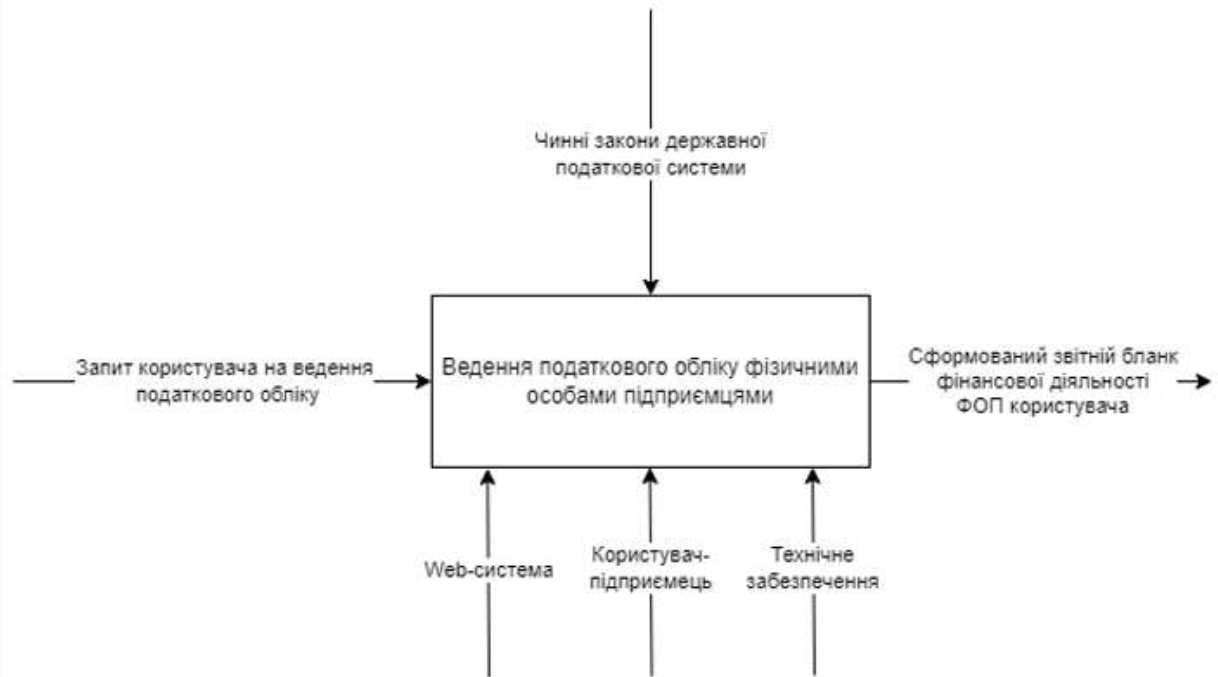 Чинні закони державної
податкової системи
Запит користувача на ведення
податкового обліку
Ведення податкового обліку фізичними
особами підприємцями
Сформований звітній бланк
фінансової діяльності
ФОП користувача
Web-система
Користувач-
підприємець
Технічне
забезпечення